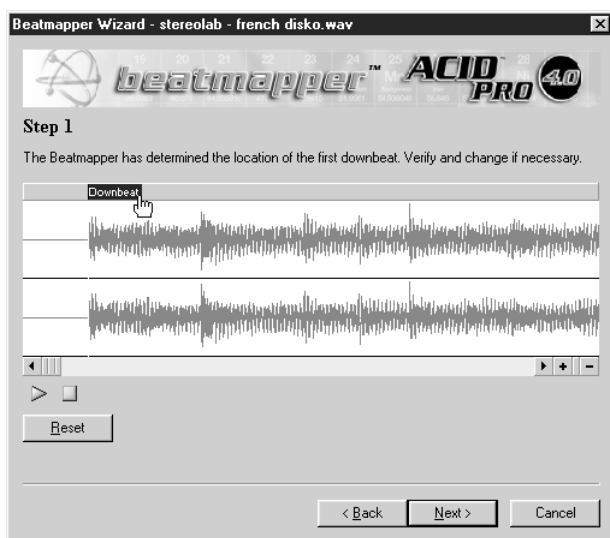 Beatmapper Wizard - stereolab - french disko.wav
beatmapper™ ACID PRO 4.0
Step 1
The Beatmapper has determined the location of the first downbeat. Verify and change if necessary.
Downbeat
Reset
< Back Next > Cancel